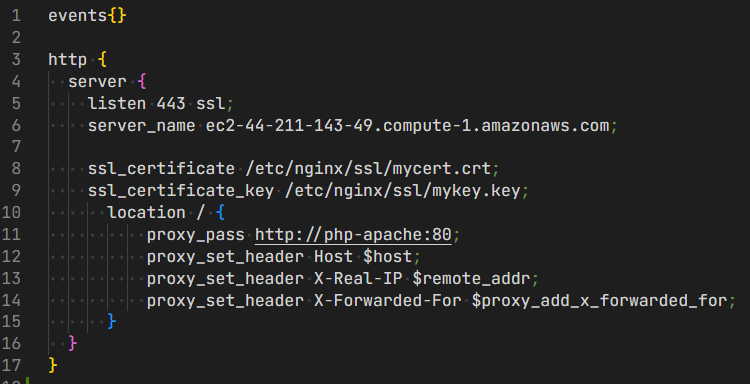 1 events{}
2
3 http {
4 server {
5 listen 443 ssl;
6 server_name ec2-44-211-143-49.compute-1.amazonaws.com;
7
8 ssl_certificate /etc/nginx/ssl/mycert.crt;
9 ssl_certificate_key /etc/nginx/ssl/mykey.key;
10 location / {
11 proxy_pass http://php-apache:80;
12 proxy_set_header Host $host;
13 proxy_set_header X-Real-IP $remote_addr;
14 proxy_set_header X-Forwarded-For $proxy_add_x_forwarded_for;
15 }
16 }
17 }